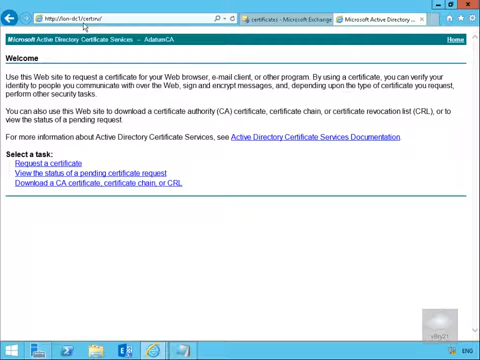 http://lon-dc1/certsrv/
certificates - Microsoft Exchange
Microsoft Active Directory ...
Microsoft Active Directory Certificate Services -- AdatumCA
Home
Welcome
Use this Web site to request a certificate for your Web browser, e-mail client, or other program. By using a certificate, you can verify your
identity to people you communicate with over the Web, sign and encrypt messages, and, depending upon the type of certificate you request,
perform other security tasks.
You can also use this Web site to download a certificate authority (CA) certificate, certificate chain, or certificate revocation list (CRL), or to
view the status of a pending request.
For more information about Active Directory Certificate Services, see Active Directory Certificate Services Documentation.
Select a task:
Request a certificate
View the status of a pending certificate request
Download a CA certificate, certificate chain, or CRL
ENG